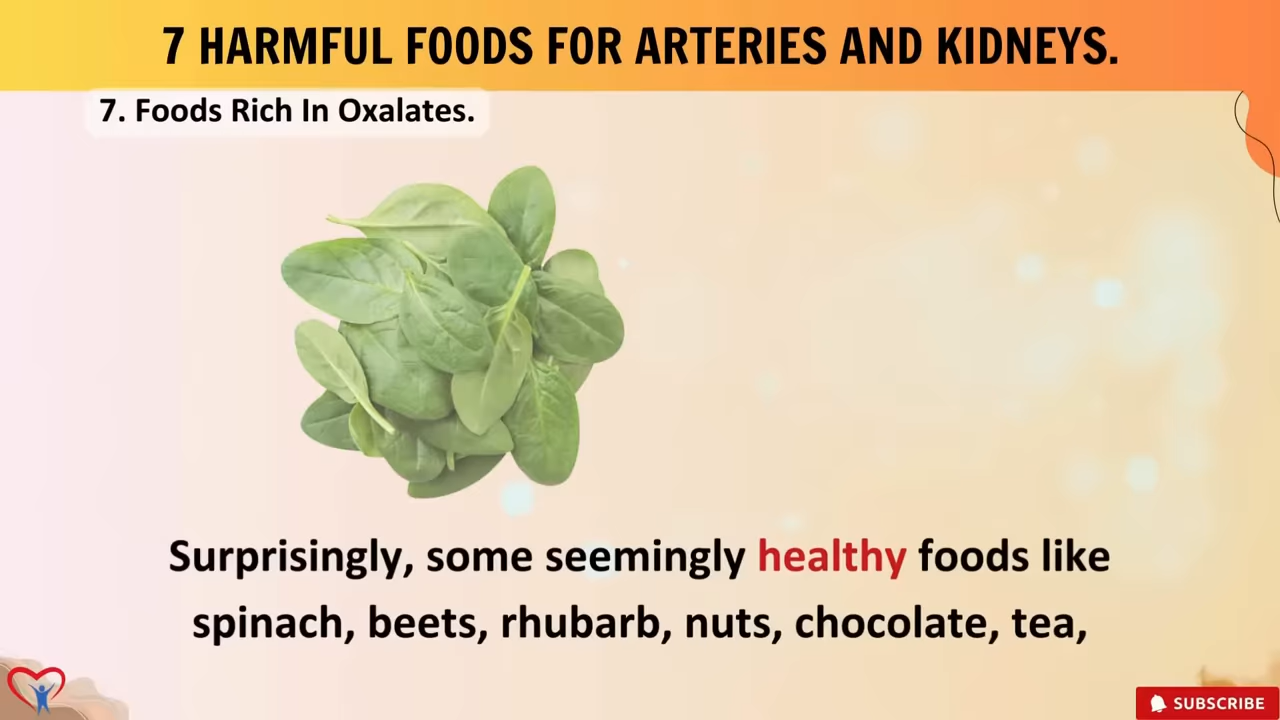 7 HARMFUL FOODS FOR ARTERIES AND KIDNEYS.
7. Foods Rich In Oxalates.
Surprisingly, some seemingly healthy foods like
spinach, beets, rhubarb, nuts, chocolate, tea,
SUBSCRIBE